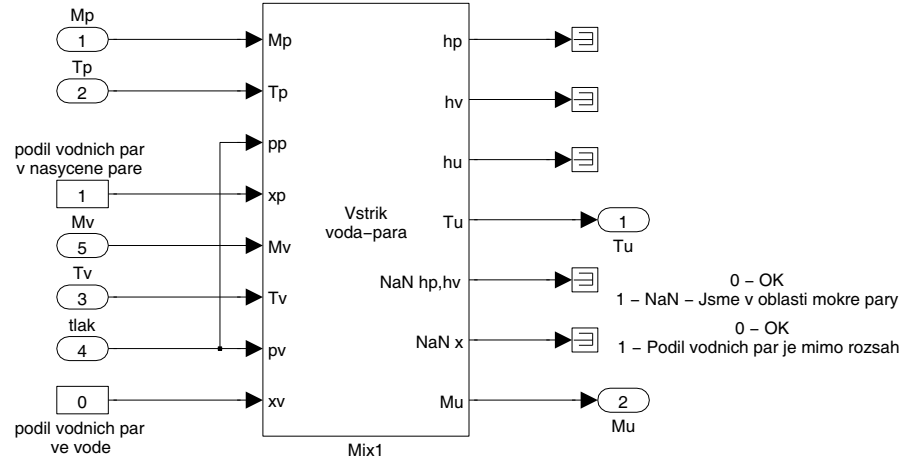 Mp
1
Mp
hp
Tp
2
Tp
hv
pp
podil vodnich par
v nasycene pare
hu
1
xp
Vstrik
voda–para
Mv
5
Mv
Tu
1
Tu
Tv
3
Tv
NaN hp,hv
0 – OK
1 – NaN – Jsme v oblasti mokre pary
tlak
4
pv
NaN x
0 – OK
1 – Podil vodnich par je mimo rozsah
0
xv
Mu
2
Mu
podil vodnich par
ve vode
Mix1